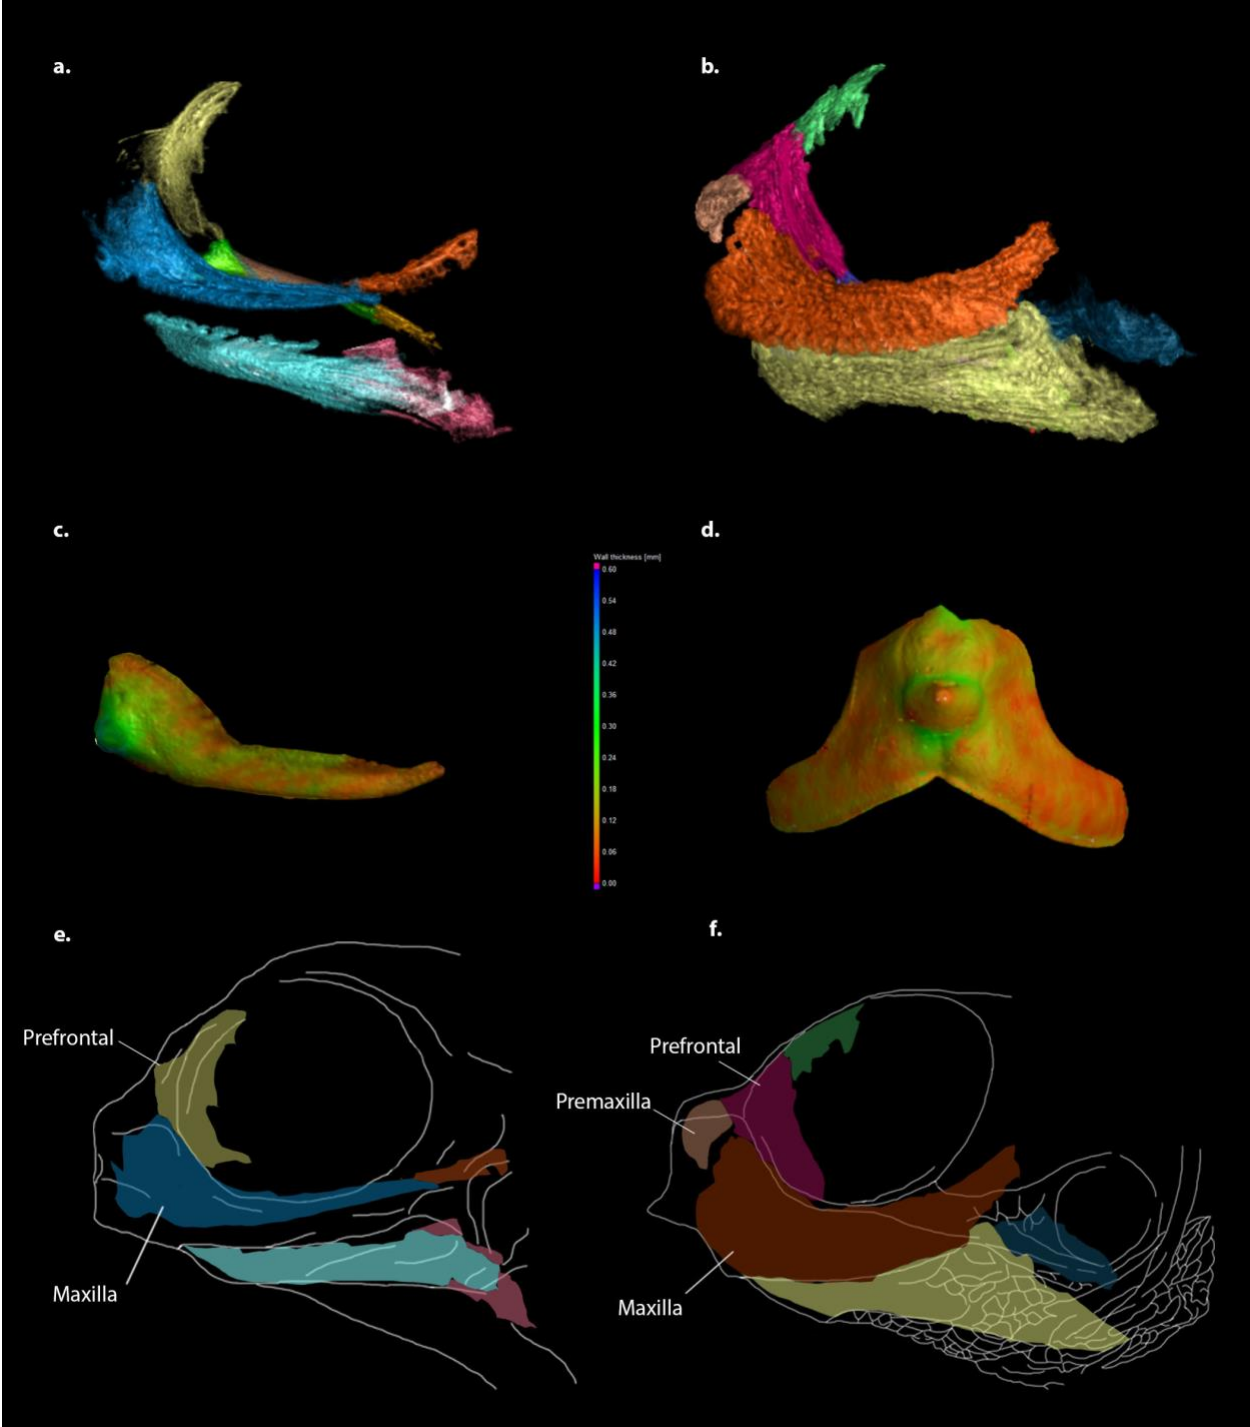 a.
b.
c.
d.
Wall thickness [mm]
0.60
0.54
0.48
0.42
0.36
0.30
0.24
0.18
0.12
0.06
0.00
e.
f.
Prefrontal
Maxilla
Prefrontal
Premaxilla
Maxilla